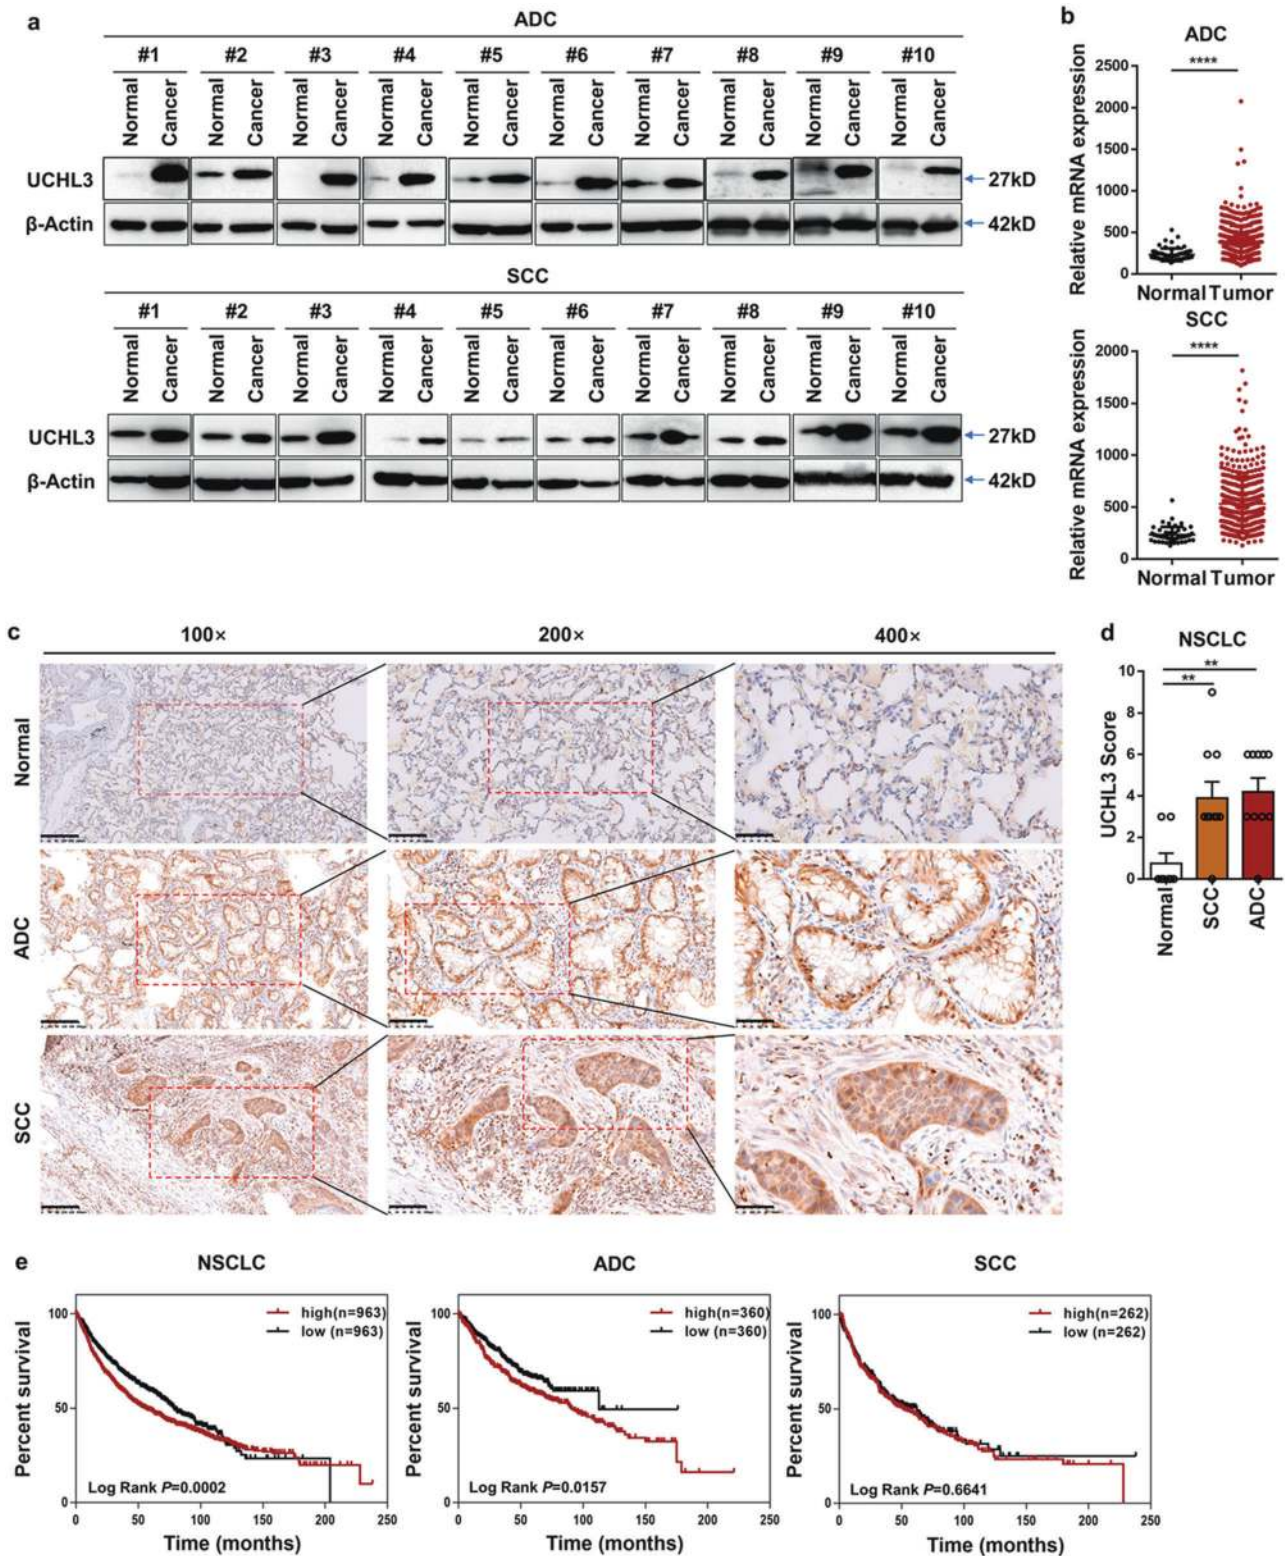 a
ADC
#1 #2 #3 #4 #5 #6 #7 #8 #9 #10
Normal Cancer Normal Cancer Normal Cancer Normal Cancer Normal Cancer Normal Cancer Normal Cancer Normal Cancer Normal Cancer Normal Cancer
UCHL3 27kD
β-Actin 42kD
SCC
#1 #2 #3 #4 #5 #6 #7 #8 #9 #10
Normal Cancer Normal Cancer Normal Cancer Normal Cancer Normal Cancer Normal Cancer Normal Cancer Normal Cancer Normal Cancer Normal Cancer
UCHL3 27kD
β-Actin 42kD
b
ADC
****
Relative mRNA expression
2500
2000
1500
1000
500
0
Normal Tumor
SCC
****
Relative mRNA expression
2000
1500
1000
500
0
Normal Tumor
c
100× 200× 400×
Normal
ADC
SCC
d
NSCLC
**
**
UCHL3 Score
10
8
6
4
2
0
Normal SCC ADC
e
NSCLC
high(n=963)
low (n=963)
Percent survival
100
50
0
Log Rank P=0.0002
0 50 100 150 200 250
Time (months)
ADC
high(n=360)
low (n=360)
Percent survival
100
50
0
Log Rank P=0.0157
0 50 100 150 200 250
Time (months)
SCC
high(n=262)
low (n=262)
Percent survival
100
50
0
Log Rank P=0.6641
0 50 100 150 200 250
Time (months)